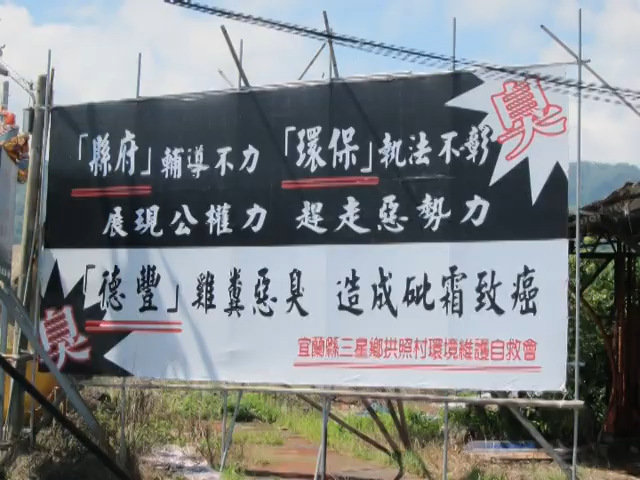 臭
「縣府」輔導不力 「環保」執法不彰
展現公權力 趕走惡勢力
「德豐」雞糞惡臭 造成砒霜致癌
臭
宜蘭縣三星鄉拱照村環境維護自救會